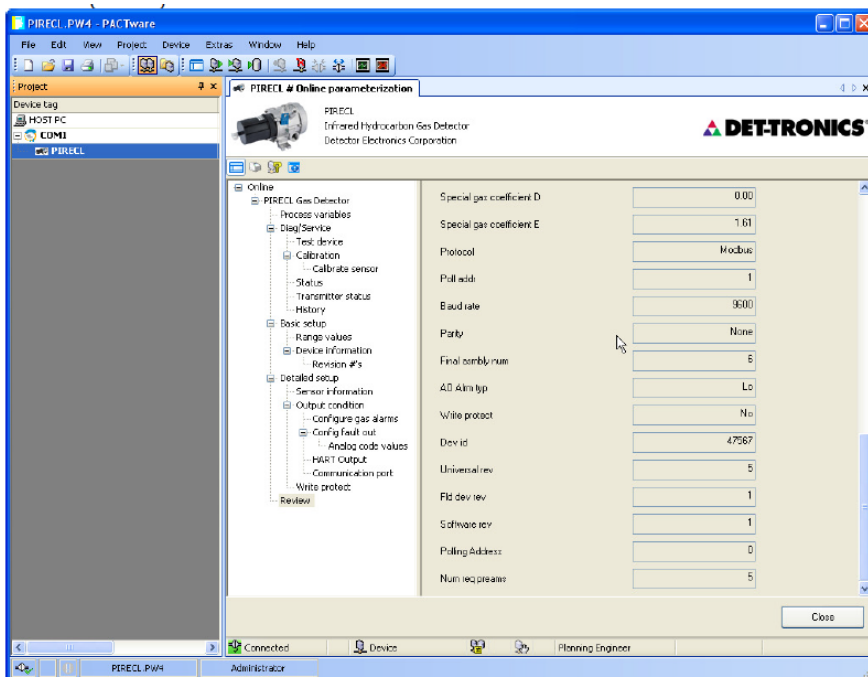 PIRECL.PW4 - PACTware
File Edit View Project Device Extras Window Help
Project
Device tag
HOST PC
COM1
PIRECL
PIRECL # Online parameterization
PIRECL
Infrared Hydrocarbon Gas Detector
Detector Electronics Corporation
DET-TRONICS
Online
PIRECL Gas Detector
Process variables
Diag/Service
Test device
Calibration
Calibrate sensor
Status
Transmitter status
History
Basic setup
Range values
Device information
Revision #'s
Detailed setup
Sensor information
Output condition
Configure gas alarms
Config fault out
Analog code values
HART Output
Communication port
Write protect
Review
Special gas coefficient D 0.00
Special gas coefficient E 1.61
Protocol Modbus
Poll addr 1
Baud rate 9600
Parity None
Final asmbly num 6
AO Alrm typ Lo
Write protect No
Dev id 47567
Universal rev 5
Fld dev rev 1
Software rev 1
Polling Address 0
Num req preams 5
Close
Connected Device Planning Engineer
PIRECL.PW4 Administrator